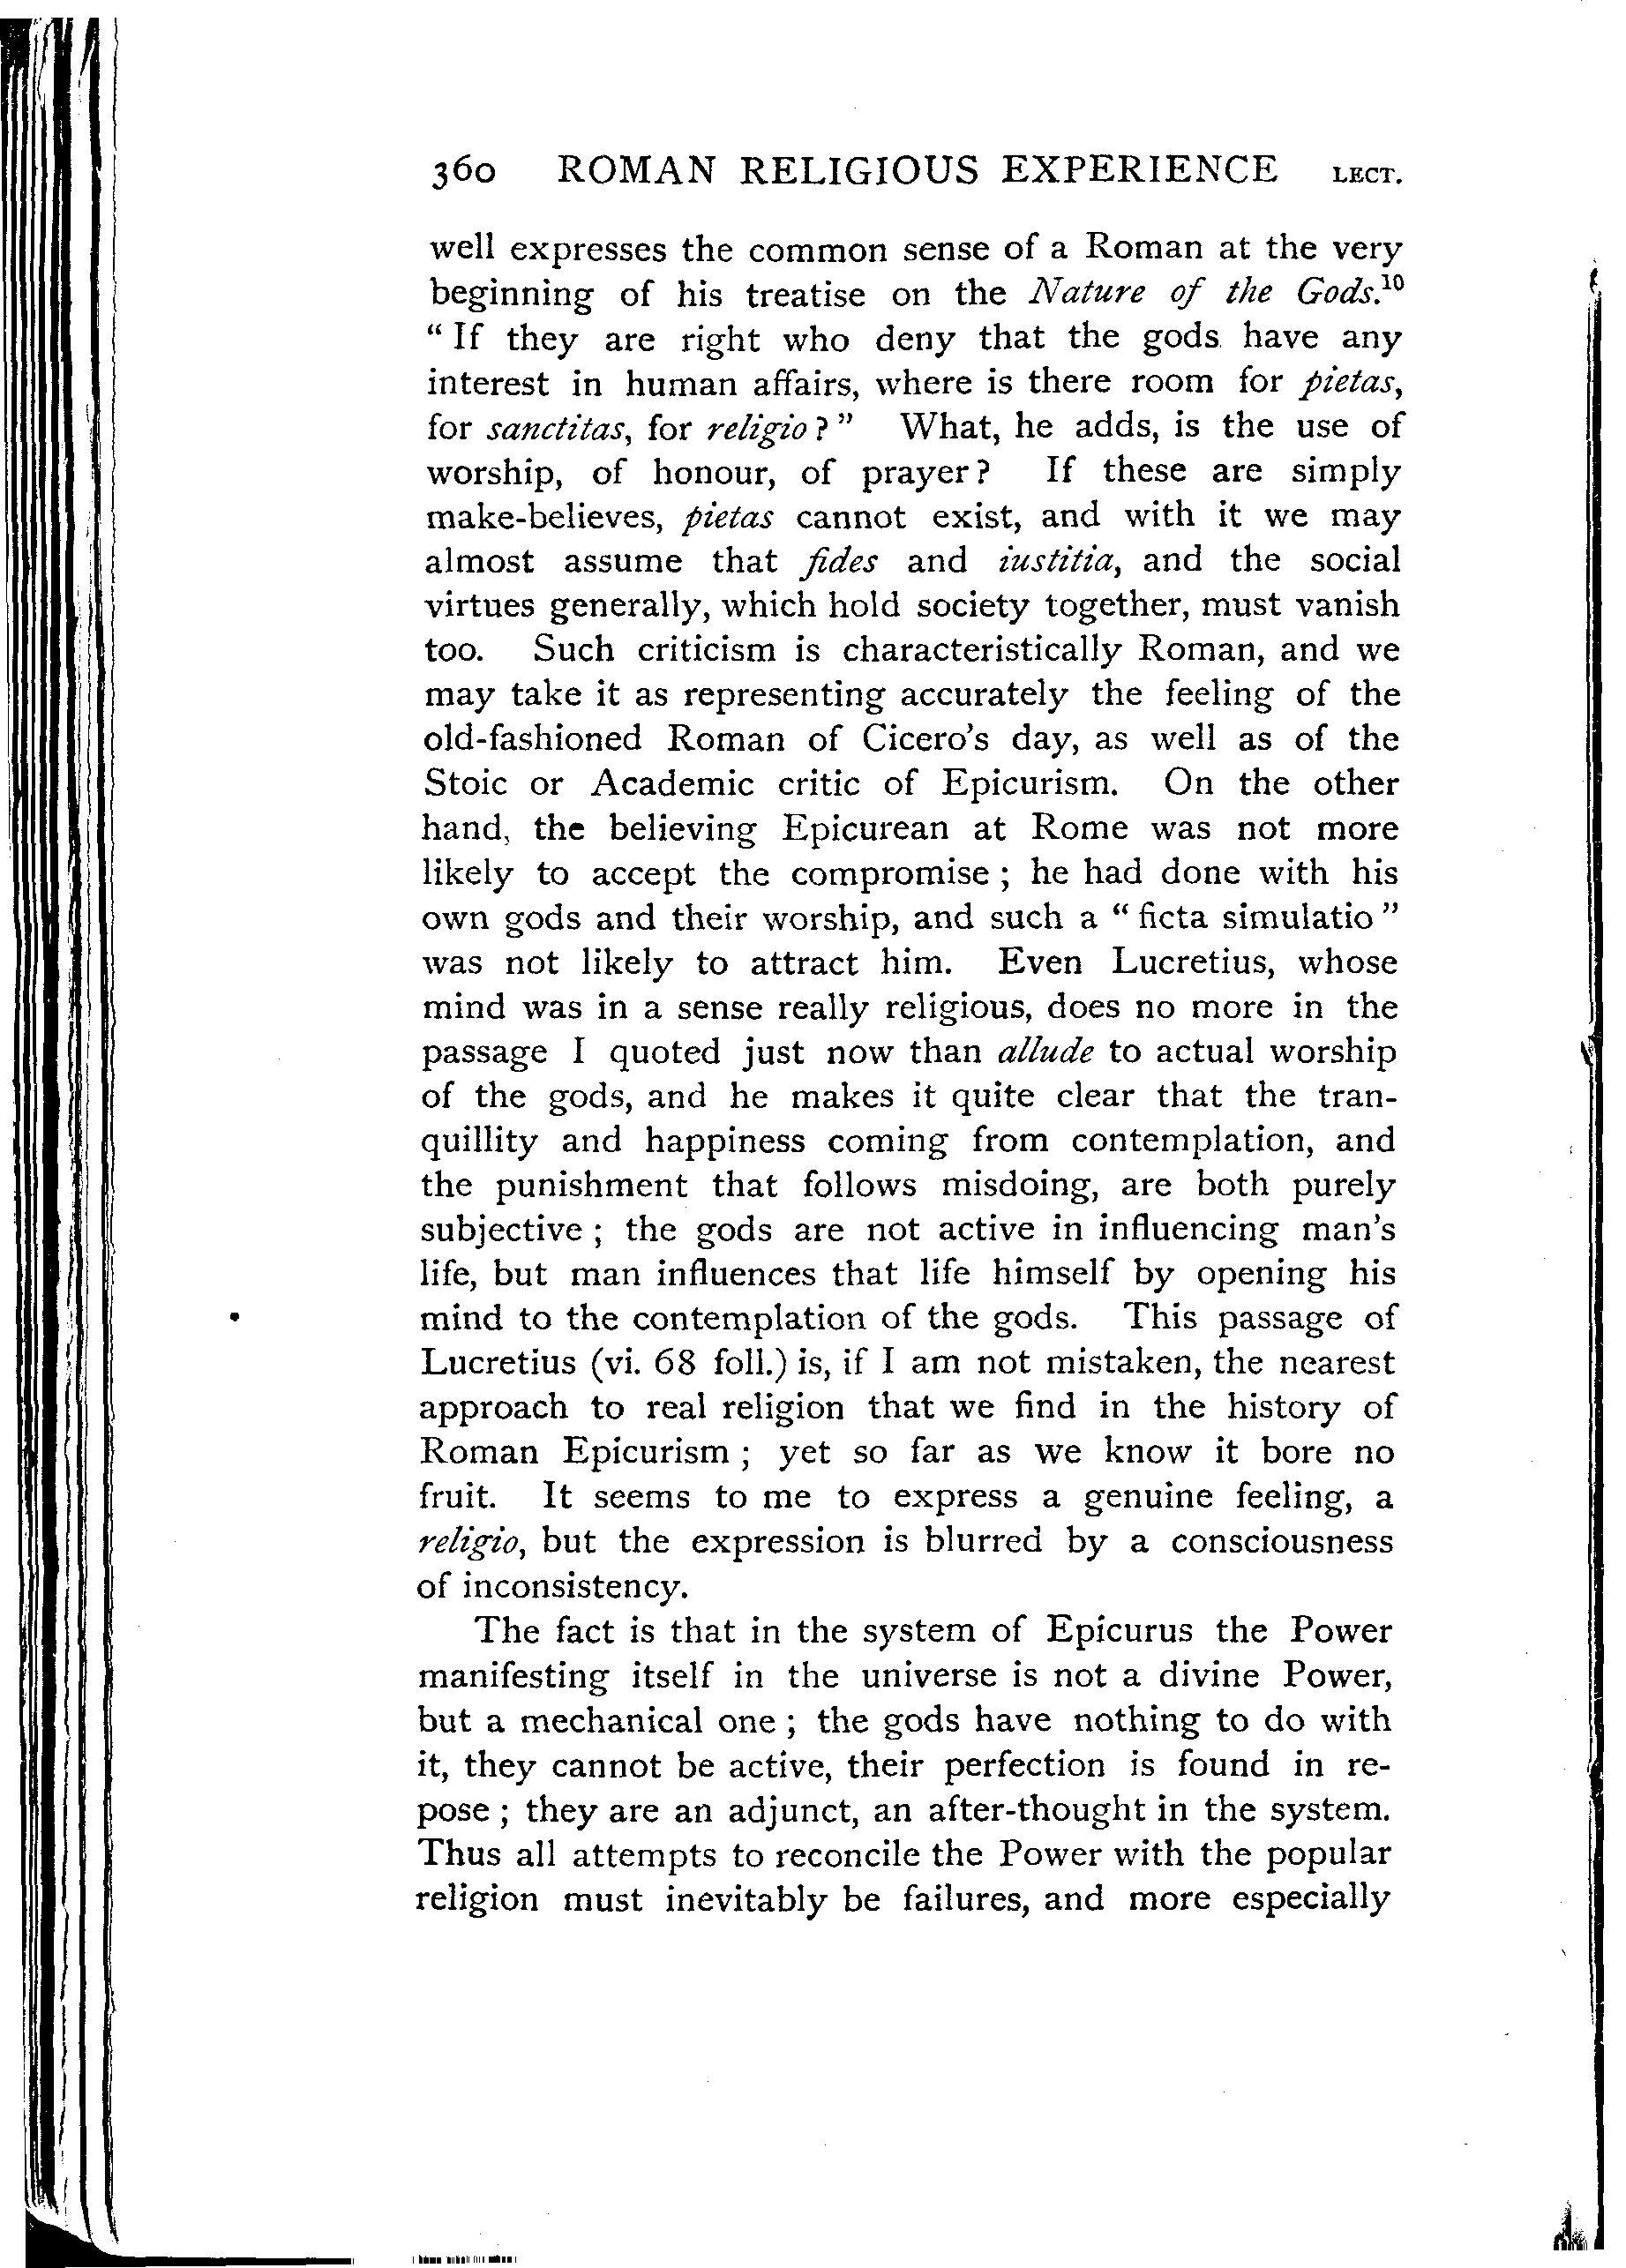 360 ROMAN RELIGIOUS EXPERIENCE LECT.
well expresses the common sense of a Roman at the very
beginning of his treatise on the Nature of the Gods.¹⁰
“ If they are right who deny that the gods have any
interest in human affairs, where is there room for pietas,
for sanctitas, for religio ? ” What, he adds, is the use of
worship, of honour, of prayer ? If these are simply
make-believes, pietas cannot exist, and with it we may
almost assume that fides and iustitia, and the social
virtues generally, which hold society together, must vanish
too. Such criticism is characteristically Roman, and we
may take it as representing accurately the feeling of the
old-fashioned Roman of Cicero's day, as well as of the
Stoic or Academic critic of Epicurism. On the other
hand, the believing Epicurean at Rome was not more
likely to accept the compromise ; he had done with his
own gods and their worship, and such a “ ficta simulatio ”
was not likely to attract him. Even Lucretius, whose
mind was in a sense really religious, does no more in the
passage I quoted just now than allude to actual worship
of the gods, and he makes it quite clear that the tran-
quillity and happiness coming from contemplation, and
the punishment that follows misdoing, are both purely
subjective ; the gods are not active in influencing man's
life, but man influences that life himself by opening his
mind to the contemplation of the gods. This passage of
Lucretius (vi. 68 foll.) is, if I am not mistaken, the nearest
approach to real religion that we find in the history of
Roman Epicurism ; yet so far as we know it bore no
fruit. It seems to me to express a genuine feeling, a
religio, but the expression is blurred by a consciousness
of inconsistency.
The fact is that in the system of Epicurus the Power
manifesting itself in the universe is not a divine Power,
but a mechanical one ; the gods have nothing to do with
it, they cannot be active, their perfection is found in re-
pose ; they are an adjunct, an after-thought in the system.
Thus all attempts to reconcile the Power with the popular
religion must inevitably be failures, and more especially